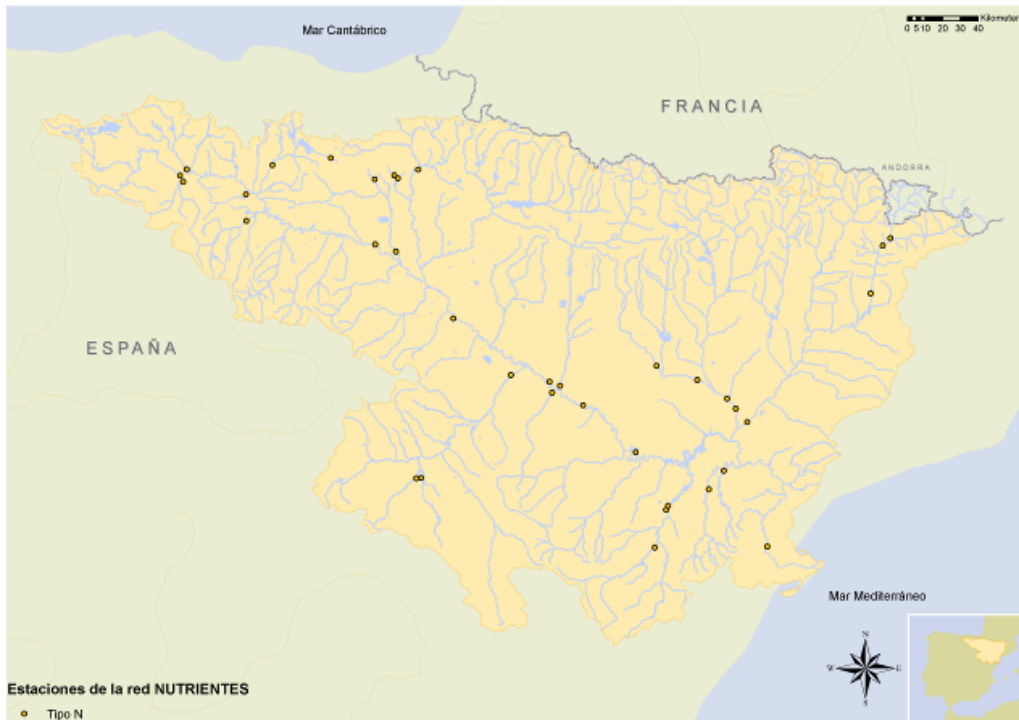 Mar Cantábrico
Kilometer
0 5 10 20 30 40
FRANCIA
ANDORRA
ESPAÑA
Mar Mediterráneo
N
W E
S
Estaciones de la red NUTRIENTES
Tipo N